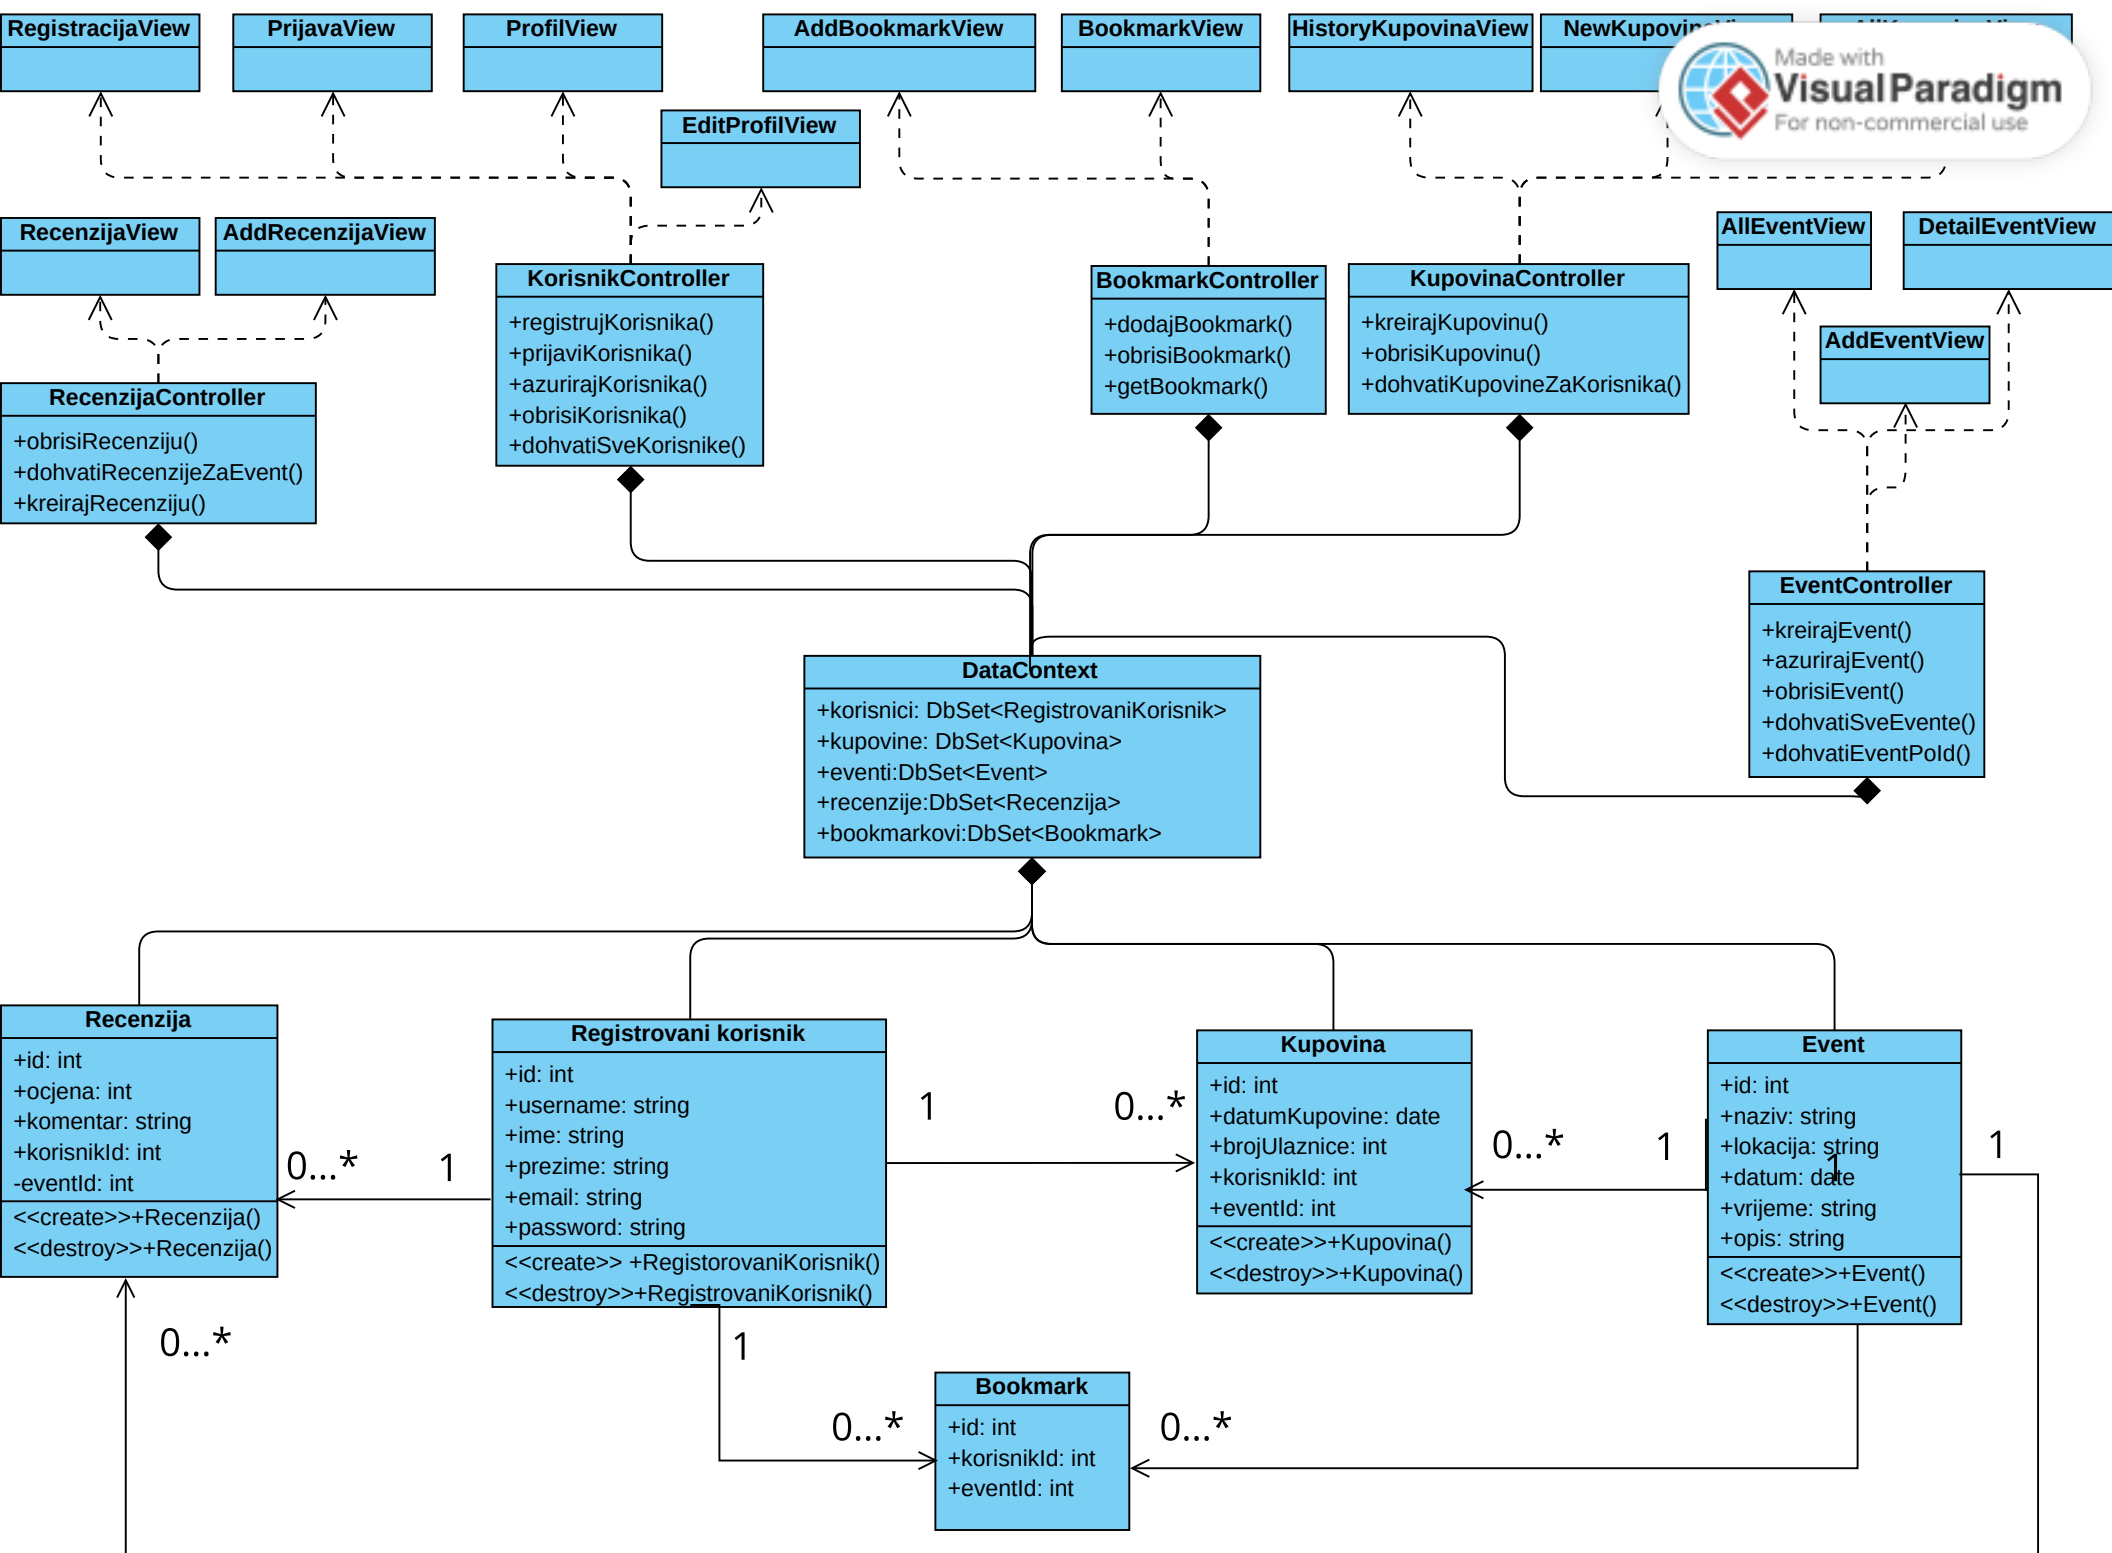 RegistracijaView
PrijavaView
ProfilView
AddBookmarkView
BookmarkView
HistoryKupovinaView
Made with
Visual Paradigm
For non-commercial use
EditProfilView
RecenzijaView
AddRecenzijaView
AllEventView
DetailEventView
AddEventView
KorisnikController
+registrujKorisnika()
+prijaviKorisnika()
+azurirajKorisnika()
+obrisiKorisnika()
+dohvatiSveKorisnike()
BookmarkController
+dodajBookmark()
+obrisiBookmark()
+getBookmark()
KupovinaController
+kreirajKupovinu()
+obrisiKupovinu()
+dohvatiKupovineZaKorisnika()
RecenzijaController
+obrisiRecenziju()
+dohvatiRecenzijeZaEvent()
+kreirajRecenziju()
EventController
+kreirajEvent()
+azurirajEvent()
+obrisiEvent()
+dohvatiSveEvente()
+dohvatiEventPoId()
DataContext
+korisnici: DbSet<RegistrovaniKorisnik>
+kupovine: DbSet<Kupovina>
+eventi:DbSet<Event>
+recenzije:DbSet<Recenzija>
+bookmarkovi:DbSet<Bookmark>
Recenzija
+id: int
+ocjena: int
+komentar: string
+korisnikId: int
-eventId: int
<<create>>+Recenzija()
<<destroy>>+Recenzija()
0...*
1
Registrovani korisnik
+id: int
+username: string
+ime: string
+prezime: string
+email: string
+password: string
<<create>> +RegistorovaniKorisnik()
<<destroy>>+RegistrovaniKorisnik()
1
0...*
Kupovina
+id: int
+datumKupovine: date
+brojUlaznice: int
+korisnikId: int
+eventId: int
<<create>>+Kupovina()
<<destroy>>+Kupovina()
0...*
1
Event
+id: int
+naziv: string
+lokacija: string
1
+datum: date
+vrijeme: string
+opis: string
<<create>>+Event()
<<destroy>>+Event()
1
0...*
1
0...*
Bookmark
+id: int
+korisnikId: int
+eventId: int
0...*